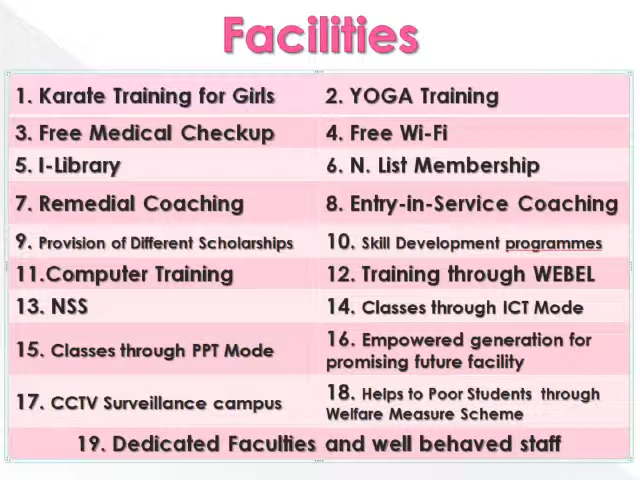 Facilities
1. Karate Training for Girls
2. YOGA Training
3. Free Medical Checkup
4. Free Wi-Fi
5. I-Library
6. N. List Membership
7. Remedial Coaching
8. Entry-in-Service Coaching
9. Provision of Different Scholarships
10. Skill Development programmes
11.Computer Training
12. Training through WEBEL
13. NSS
14. Classes through ICT Mode
15. Classes through PPT Mode
16. Empowered generation for
promising future facility
17. CCTV Surveillance campus
18. Helps to Poor Students through
Welfare Measure Scheme
19. Dedicated Faculties and well behaved staff